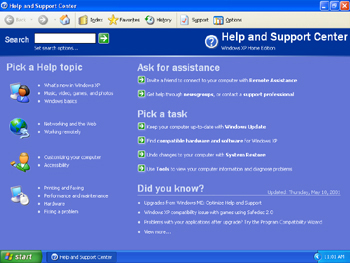 Help and Support Center
Back
Index
Favorites
History
Support
Options
Search
Set search options...
Help and Support Center
Windows XP Home Edition
Pick a Help topic
What's new in Windows XP
Music, video, games, and photos
Windows basics
Networking and the Web
Working remotely
Customizing your computer
Accessibility
Printing and faxing
Performance and maintenance
Hardware
Fixing a problem
Ask for assistance
Invite a friend to connect to your computer with Remote Assistance
Get help through newsgroups, or contact a support professional
Pick a task
Keep your computer up-to-date with Windows Update
Find compatible hardware and software for Windows XP
Undo changes to your computer with System Restore
Use Tools to view your computer information and diagnose problems
Did you know?
Updated: Thursday, May 10, 2001
Upgrades from Windows ME: Optimize Help and Support
Windows XP compatibility issue with games using Safedisc 2.0
Problems with your applications after upgrade? Try the Program Compatibility Wizard
View more...
start
Help and Support Center
AM